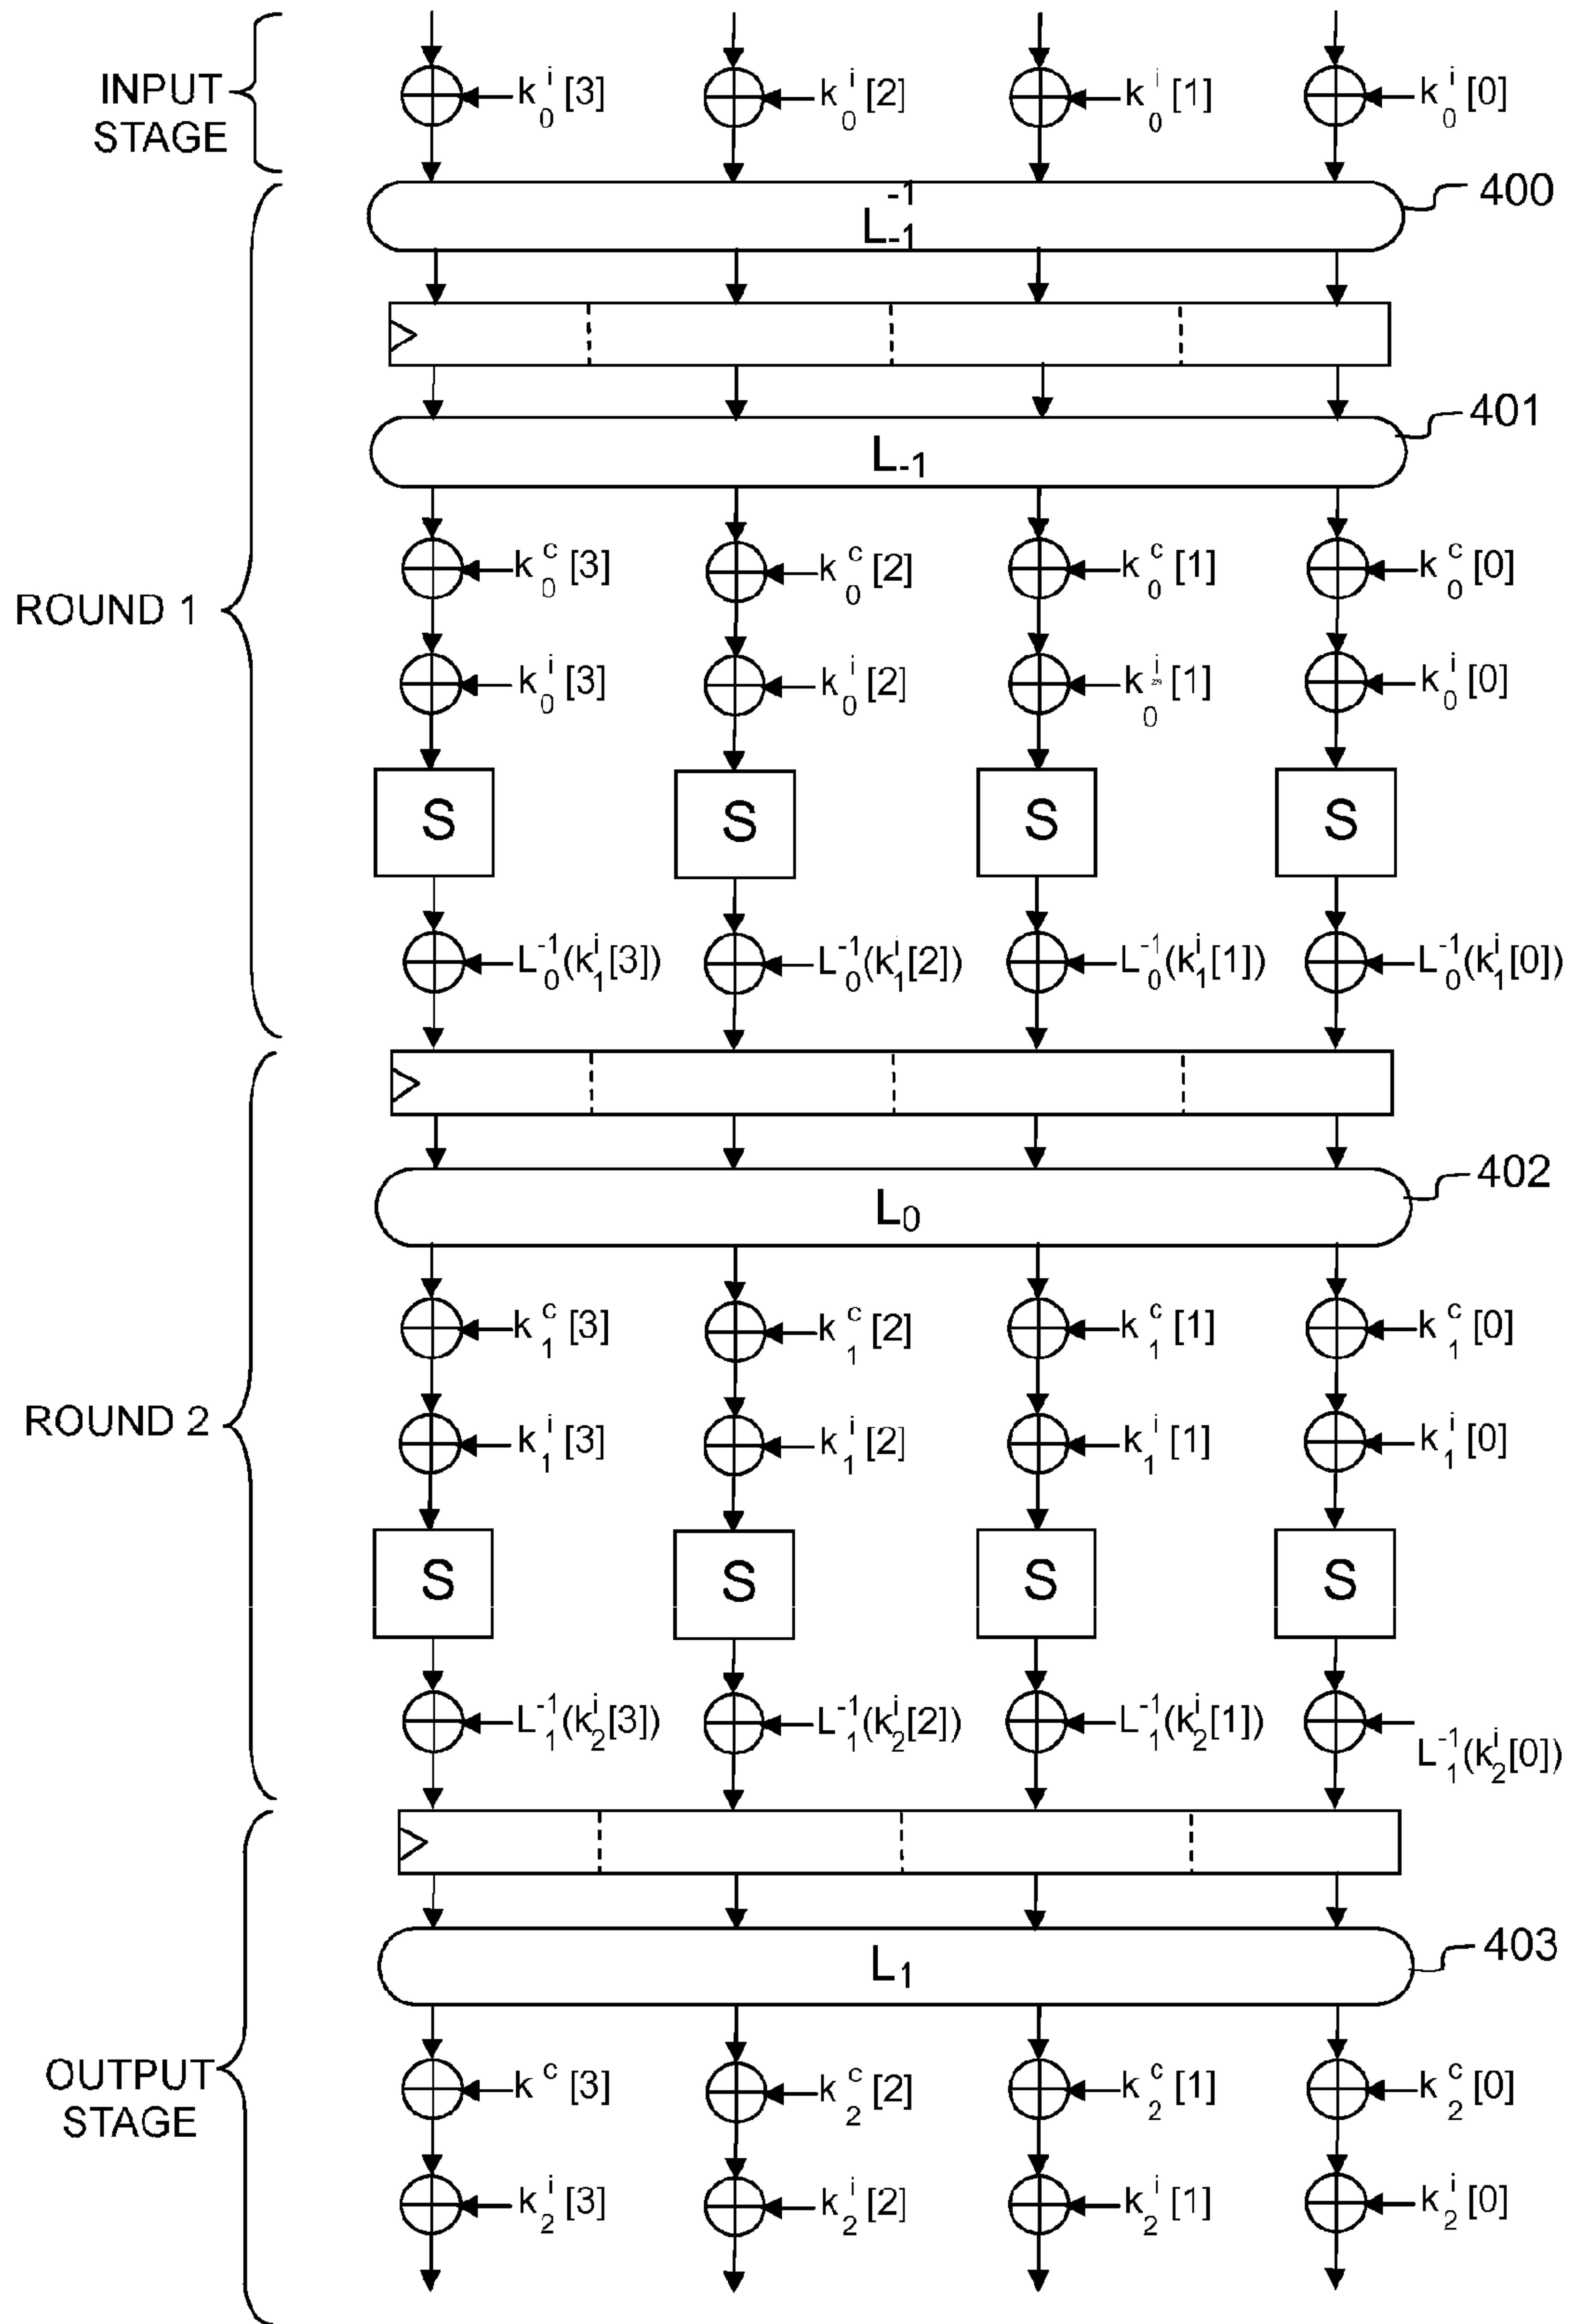 INPUT STAGE
k₀ⁱ[3] k₀ⁱ[2] k₀ⁱ[1] k₀ⁱ[0]
L₋₁⁻¹
400
L₋₁
401
ROUND 1
k₀ᶜ[3] k₀ᶜ[2] k₀ᶜ[1] k₀ᶜ[0]
k₀ⁱ[3] k₀ⁱ[2] k₀ⁱ[1] k₀ⁱ[0]
S S S S
L₀⁻¹(k₁ⁱ[3]) L₀⁻¹(k₁ⁱ[2]) L₀⁻¹(k₁ⁱ[1]) L₀⁻¹(k₁ⁱ[0])
L₀
402
ROUND 2
k₁ᶜ[3] k₁ᶜ[2] k₁ᶜ[1] k₁ᶜ[0]
k₁ⁱ[3] k₁ⁱ[2] k₁ⁱ[1] k₁ⁱ[0]
S S S S
L₁⁻¹(k₂ⁱ[3]) L₁⁻¹(k₂ⁱ[2]) L₁⁻¹(k₂ⁱ[1]) L₁⁻¹(k₂ⁱ[0])
L₁
403
OUTPUT STAGE
kᶜ[3] k₂ᶜ[2] k₂ᶜ[1] k₂ᶜ[0]
k₂ⁱ[3] k₂ⁱ[2] k₂ⁱ[1] k₂ⁱ[0]